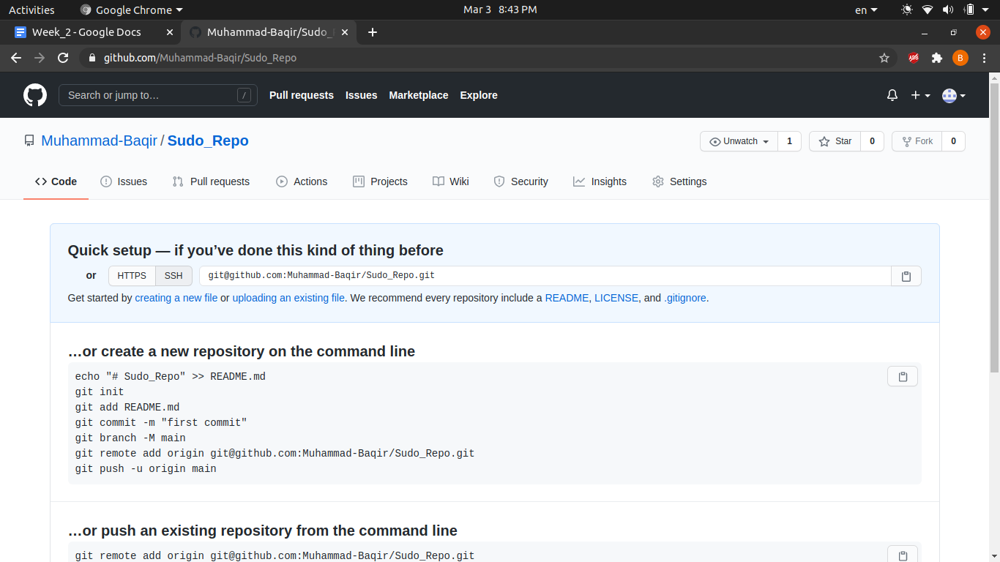 Activities Google Chrome Mar 3 8:43 PM en
Week_2 - Google Docs Muhammad-Baqir/Sudo_
github.com/Muhammad-Baqir/Sudo_Repo ADS B
Search or jump to… / Pull requests Issues Marketplace Explore
Muhammad-Baqir / Sudo_Repo Unwatch 1 Star 0 Fork 0
Code Issues Pull requests Actions Projects Wiki Security Insights Settings
Quick setup — if you’ve done this kind of thing before
or HTTPS SSH git@github.com:Muhammad-Baqir/Sudo_Repo.git
Get started by creating a new file or uploading an existing file. We recommend every repository include a README, LICENSE, and .gitignore.
…or create a new repository on the command line
echo "# Sudo_Repo" >> README.md
git init
git add README.md
git commit -m "first commit"
git branch -M main
git remote add origin git@github.com:Muhammad-Baqir/Sudo_Repo.git
git push -u origin main
…or push an existing repository from the command line
git remote add origin git@github.com:Muhammad-Baqir/Sudo_Repo.git